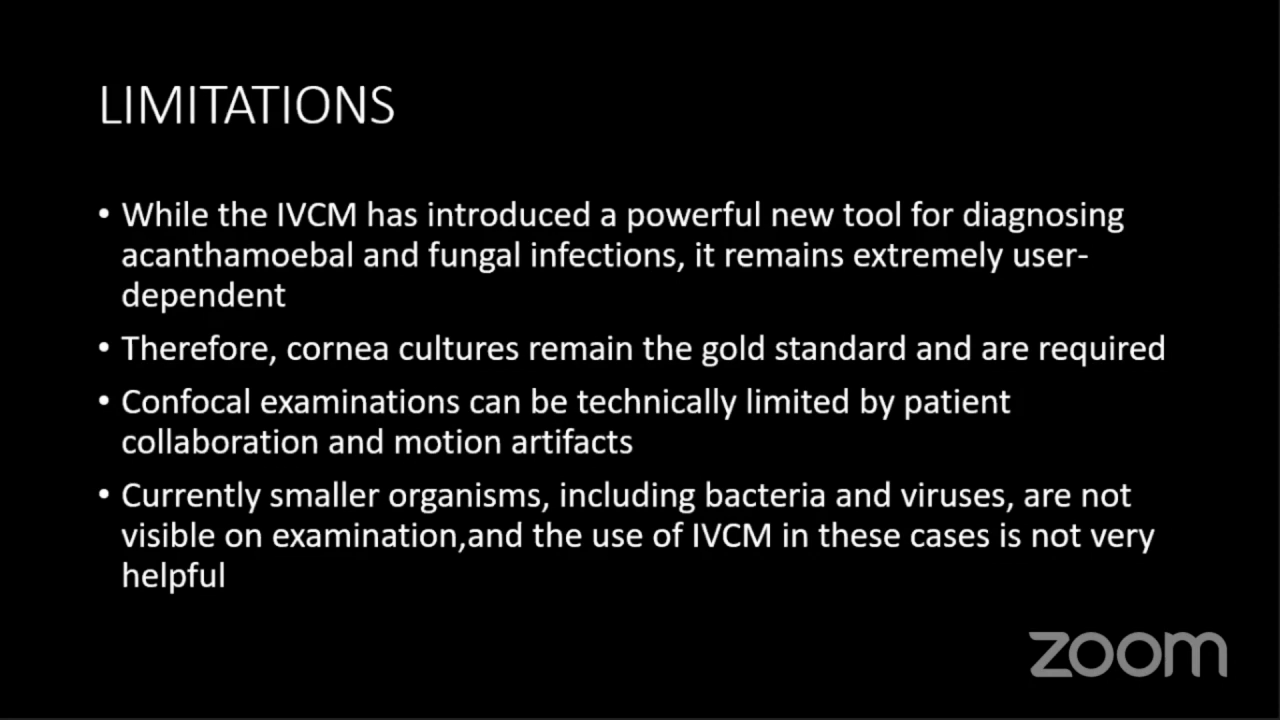 LIMITATIONS
• While the IVCM has introduced a powerful new tool for diagnosing
acanthamoebal and fungal infections, it remains extremely user-
dependent
• Therefore, cornea cultures remain the gold standard and are required
• Confocal examinations can be technically limited by patient
collaboration and motion artifacts
• Currently smaller organisms, including bacteria and viruses, are not
visible on examination,and the use of IVCM in these cases is not very
helpful
zoom